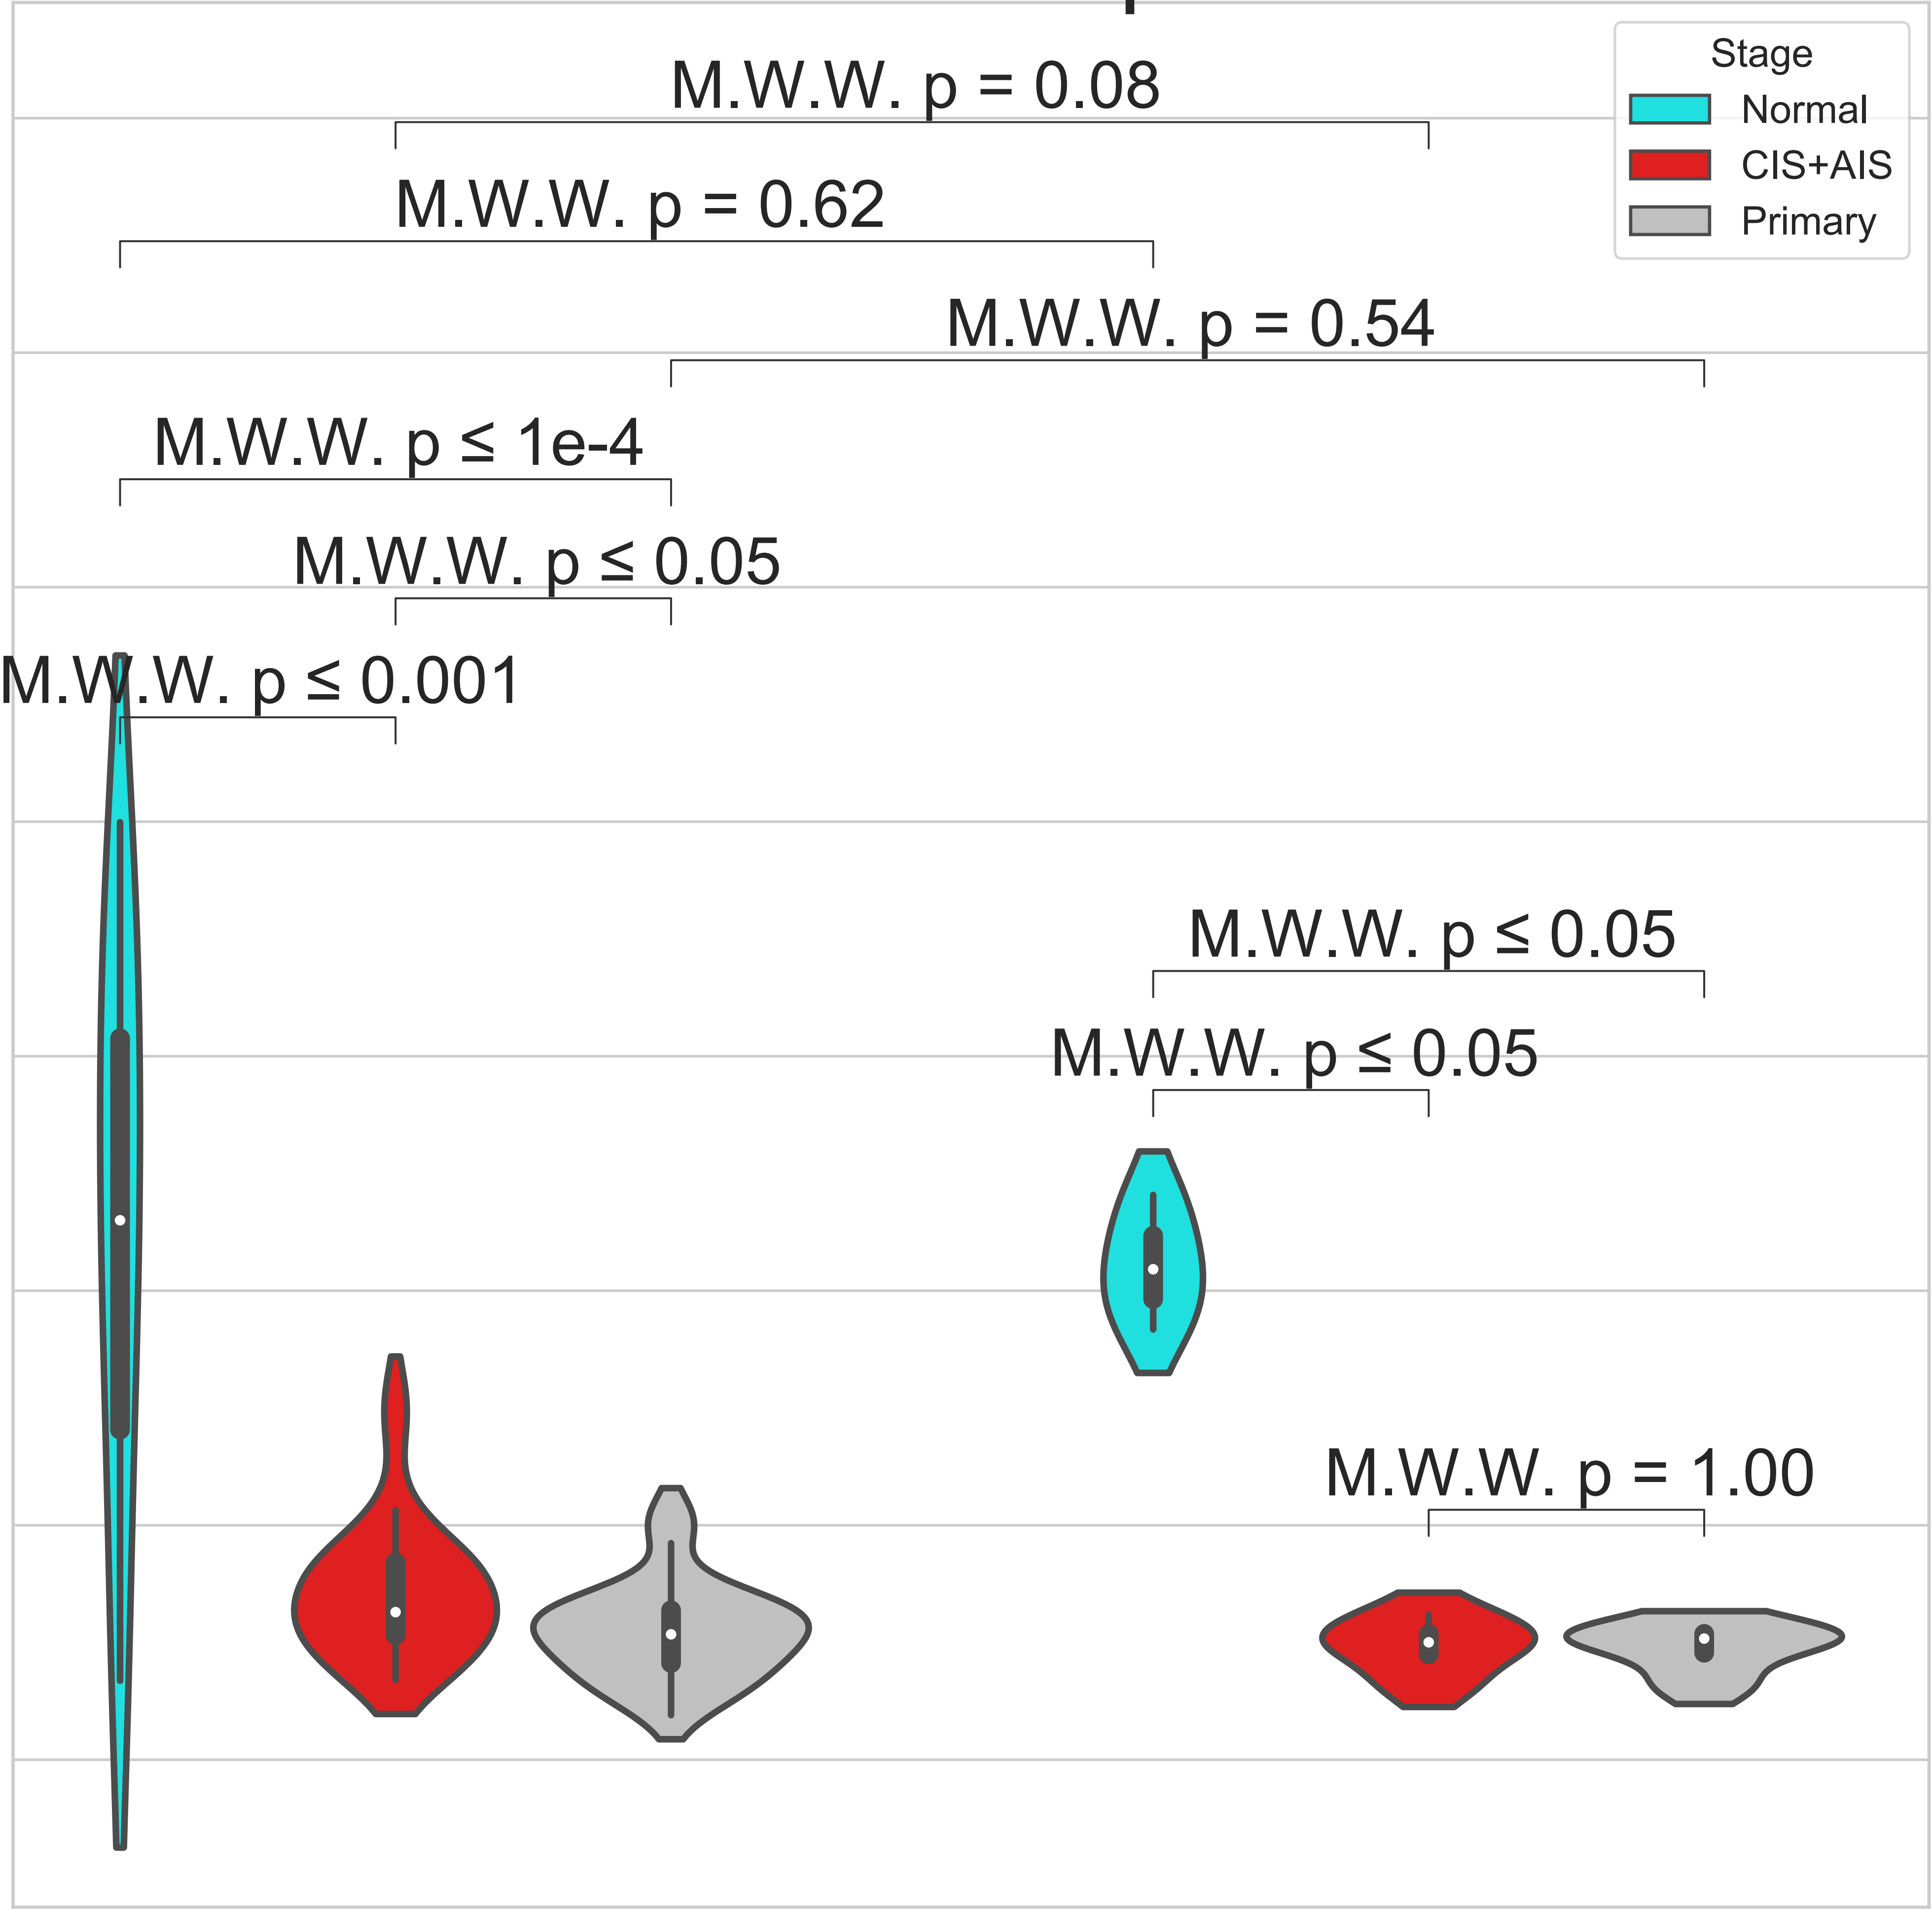 M.W.W. p = 0.08
Stage
Normal
CIS+AIS
Primary
M.W.W. p = 0.62
M.W.W. p = 0.54
M.W.W. p ≤ 1e-4
M.W.W. p ≤ 0.05
M.W.W. p ≤ 0.001
M.W.W. p ≤ 0.05
M.W.W. p ≤ 0.05
M.W.W. p = 1.00